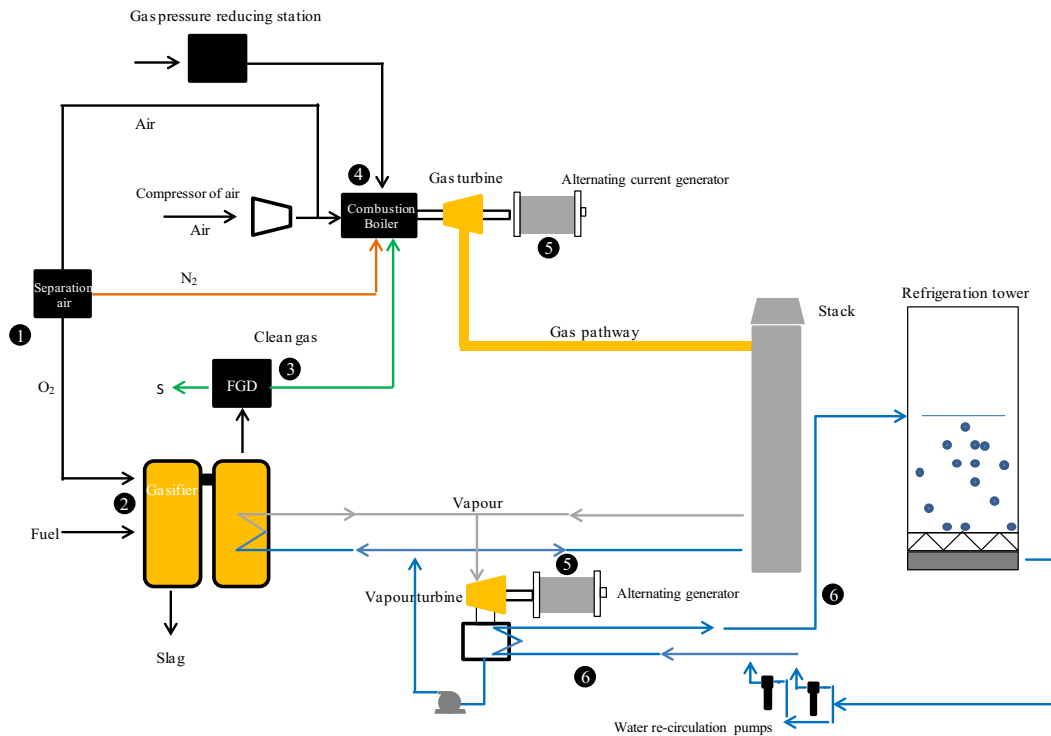 Gas pressure reducing station
Air
4
Gas turbine
Compressor of air
Alternating current generator
Combustion
Boiler
Air
5
Separation
air
N2
Refrigeration tower
1
Clean gas
Gas pathway
Stack
3
O2
S
FGD
2
Gasifier
Vapour
Fuel
5
Vapour turbine
Alternating generator
6
Slag
6
Water re-circulation pumps